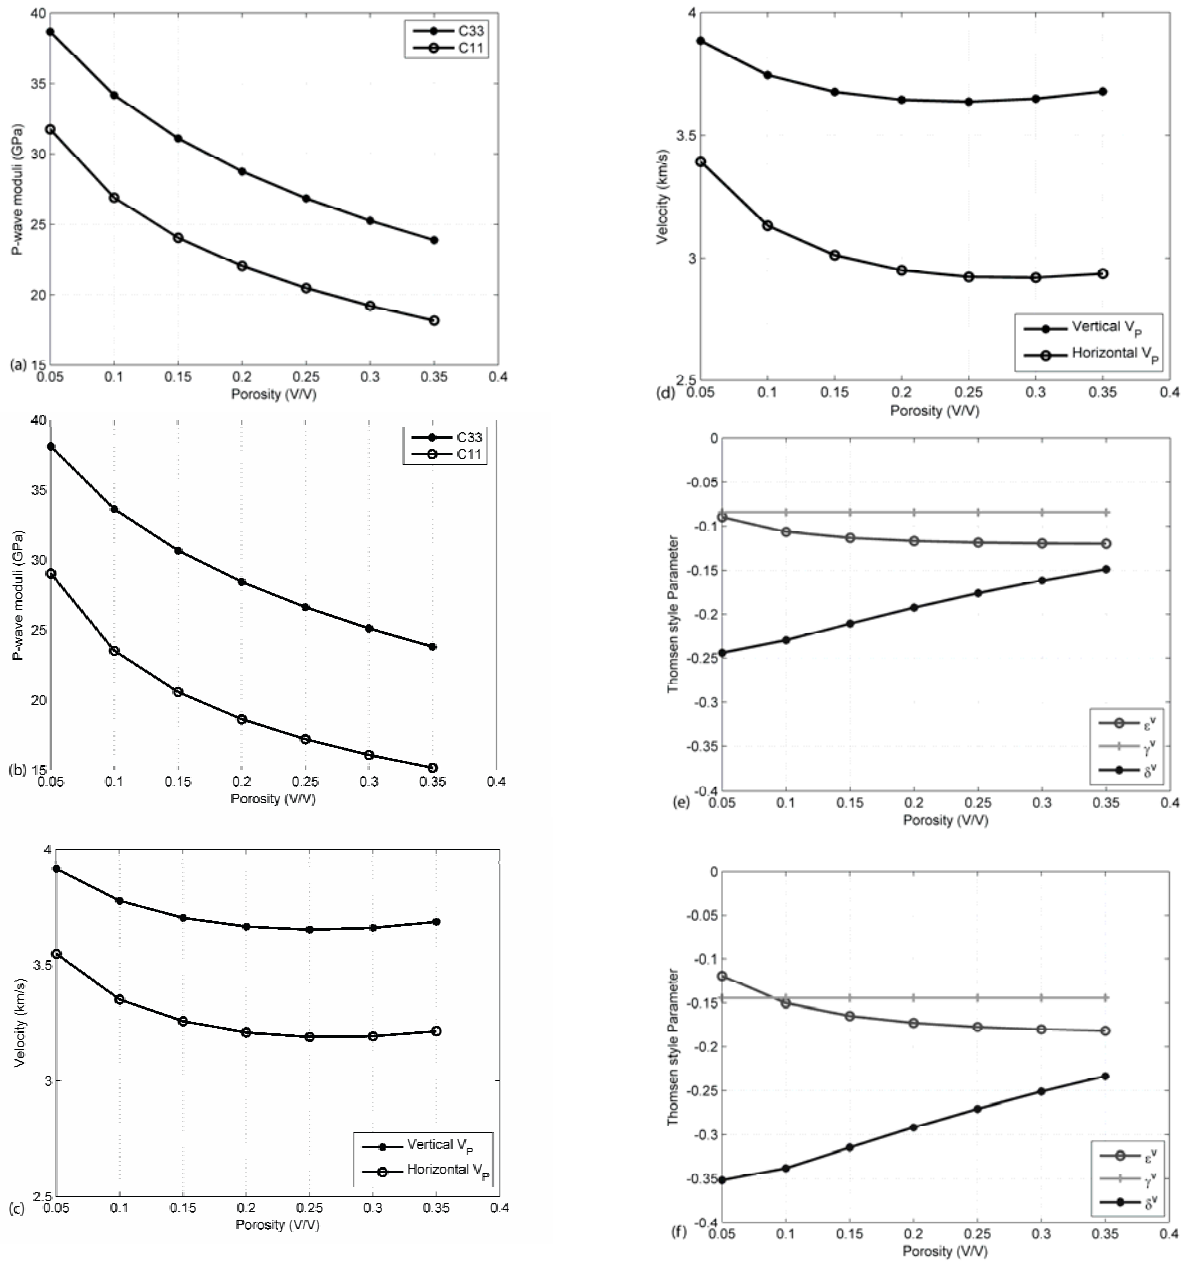 40
35
30
25
20
15
P-wave moduli (GPa)
C33
C11
(a)
0.05 0.1 0.15 0.2 0.25 0.3 0.35 0.4
Porosity (V/V)
40
35
30
25
20
15
P-wave moduli (GPa)
C33
C11
(b)
0.05 0.1 0.15 0.2 0.25 0.3 0.35 0.4
Porosity (V/V)
4
3.5
3
2.5
Velocity (km/s)
Vertical VP
Horizontal VP
(c)
0.05 0.1 0.15 0.2 0.25 0.3 0.35 0.4
Porosity (V/V)
4
3.5
3
2.5
Velocity (km/s)
Vertical VP
Horizontal VP
(d)
0.05 0.1 0.15 0.2 0.25 0.3 0.35 0.4
Porosity (V/V)
0
-0.05
-0.1
-0.15
-0.2
-0.25
-0.3
-0.35
-0.4
Thomsen style Parameter
εv
γv
δv
(e)
0.05 0.1 0.15 0.2 0.25 0.3 0.35 0.4
Porosity (V/V)
0
-0.05
-0.1
-0.15
-0.2
-0.25
-0.3
-0.35
-0.4
Thomsen style Parameter
εv
γv
δv
(f)
0.05 0.1 0.15 0.2 0.25 0.3 0.35 0.4
Porosity (V/V)